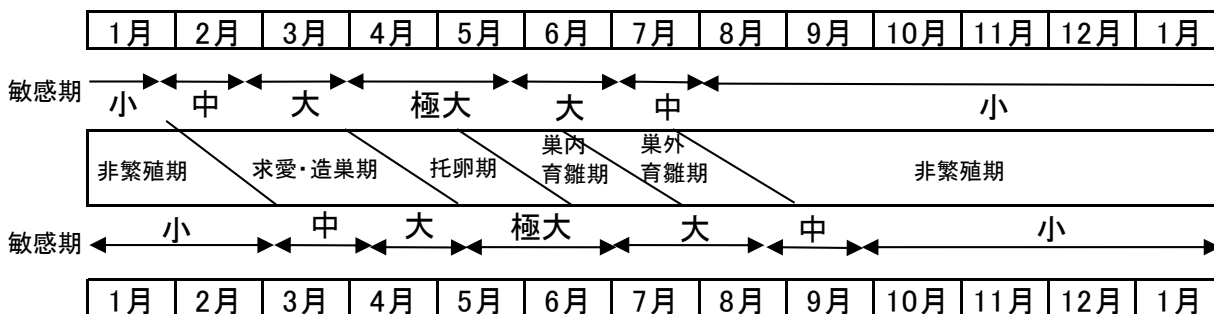 1月 2月 3月 4月 5月 6月 7月 8月 9月 10月 11月 12月 1月
敏感期 小 中 大 極大 大 中 小
非繁殖期 求愛・造巣期 托卵期 巣内 巣外 非繁殖期
育雛期 育雛期
敏感期 小 中 大 極大 大 中 小
1月 2月 3月 4月 5月 6月 7月 8月 9月 10月 11月 12月 1月